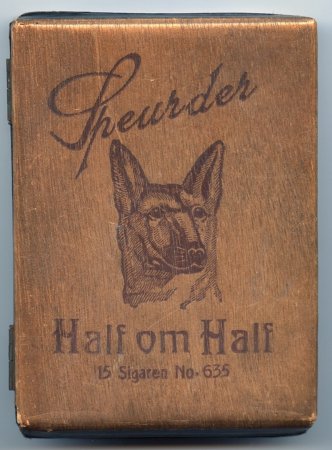 Speurder
Half om Half
15 Sigaren No. 635